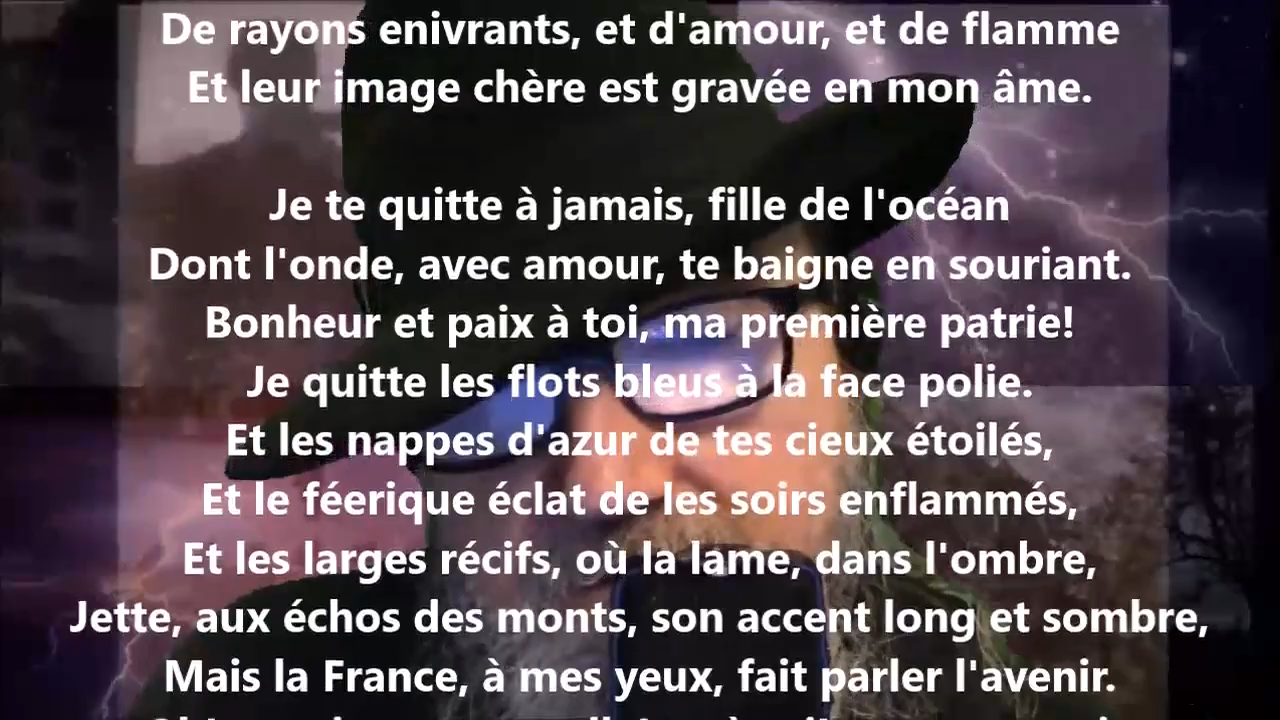 De rayons enivrants, et d'amour, et de flamme
Et leur image chère est gravée en mon âme.
Je te quitte à jamais, fille de l'océan
Dont l'onde, avec amour, te baigne en souriant.
Bonheur et paix à toi, ma première patrie!
Je quitte les flots bleus à la face polie.
Et les nappes d'azur de tes cieux étoilés,
Et le féerique éclat de les soirs enflammés,
Et les larges récifs, où la lame, dans l'ombre,
Jette, aux échos des monts, son accent long et sombre,
Mais la France, à mes yeux, fait parler l'avenir.